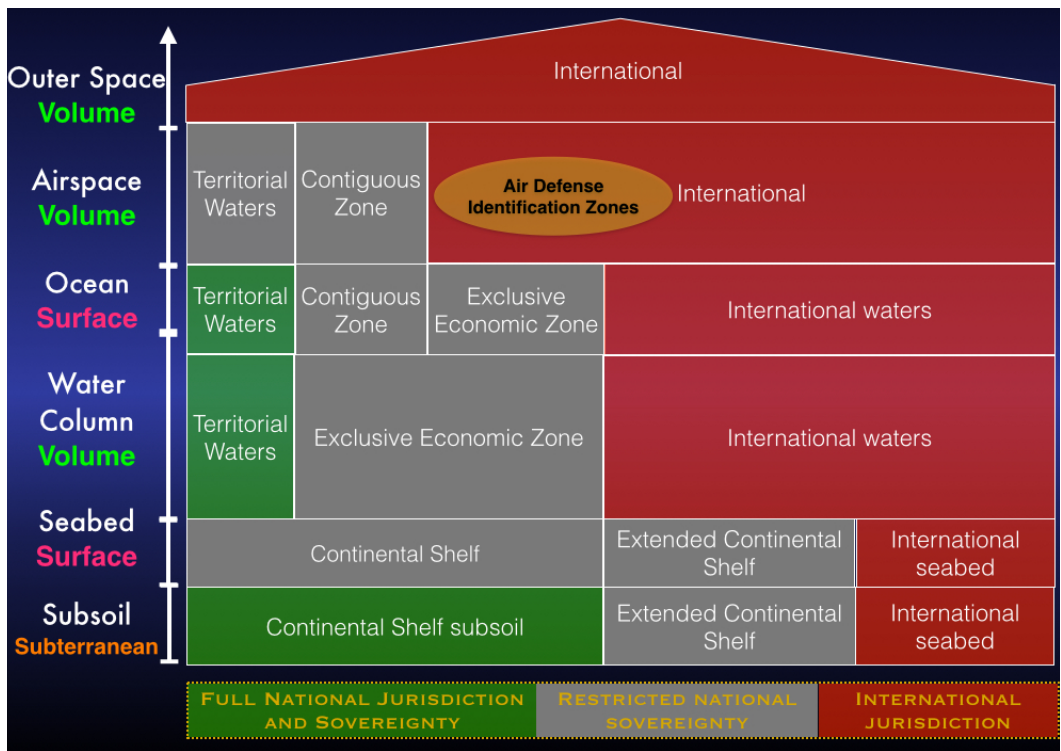 Outer Space
Volume
International
Airspace
Volume
Territorial
Waters
Contiguous
Zone
Air Defense
Identification Zones
International
Ocean
Surface
Territorial
Waters
Contiguous
Zone
Exclusive
Economic Zone
International waters
Water
Column
Volume
Territorial
Waters
Exclusive Economic Zone
International waters
Seabed
Surface
Continental Shelf
Extended Continental
Shelf
International
seabed
Subsoil
Subterranean
Continental Shelf subsoil
Extended Continental
Shelf
International
seabed
Full National Jurisdiction
and Sovereignty
Restricted national
sovereignty
International
jurisdiction